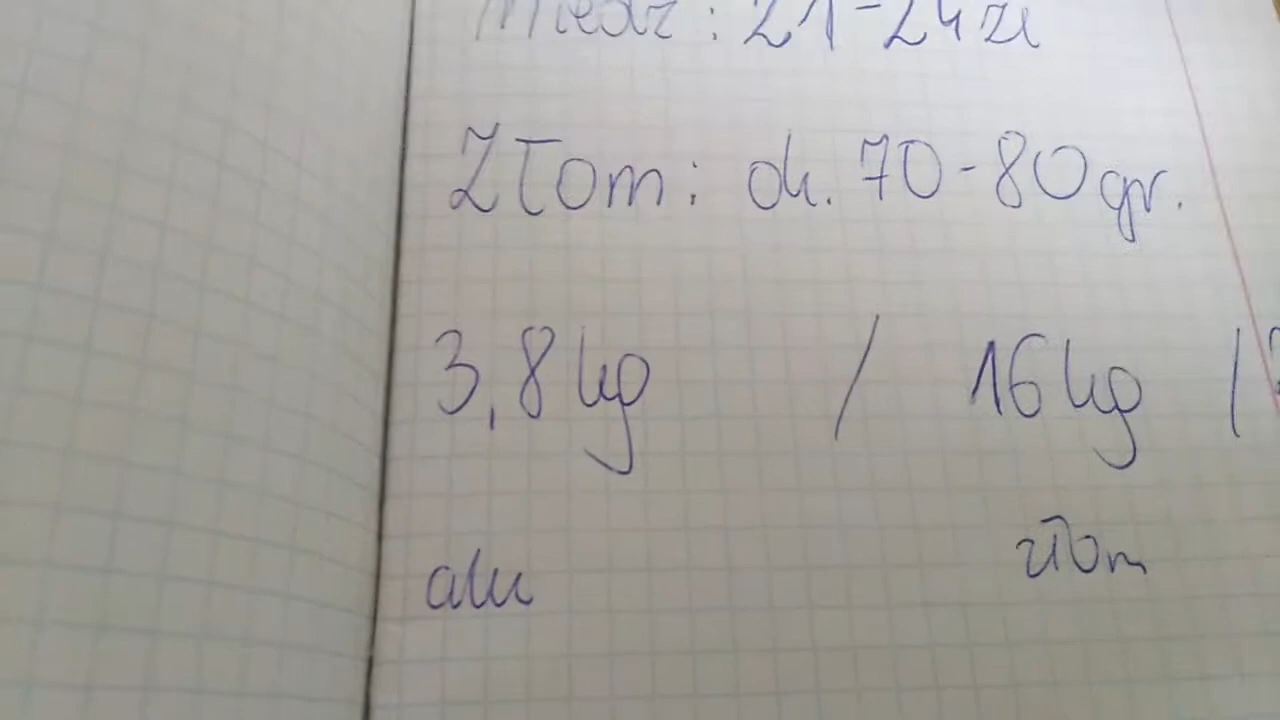 Miedź: 21-24 zł
Złom: ok. 70-80 gr.
3,8 kg / 16 kg /
alu złom